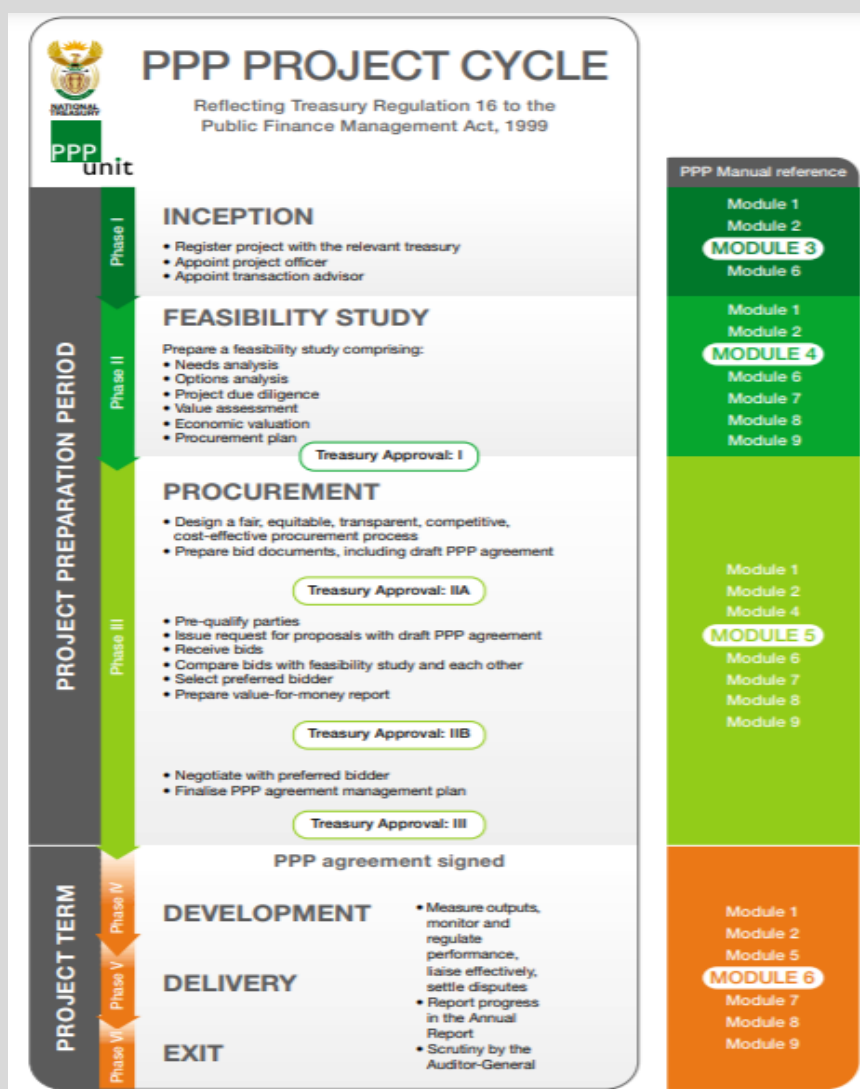 PPP PROJECT CYCLE
Reflecting Treasury Regulation 16 to the
Public Finance Management Act, 1999
NATIONAL
TREASURY
PPP
unit
PPP Manual reference
PROJECT PREPARATION PERIOD
Phase I
INCEPTION
• Register project with the relevant treasury
• Appoint project officer
• Appoint transaction advisor
Module 1
Module 2
MODULE 3
Module 6
Phase II
FEASIBILITY STUDY
Prepare a feasibility study comprising:
• Needs analysis
• Options analysis
• Project due diligence
• Value assessment
• Economic valuation
• Procurement plan
Treasury Approval: I
Module 1
Module 2
MODULE 4
Module 6
Module 7
Module 8
Module 9
Phase III
PROCUREMENT
• Design a fair, equitable, transparent, competitive,
cost-effective procurement process
• Prepare bid documents, including draft PPP agreement
Treasury Approval: IIA
• Pre-qualify parties
• Issue request for proposals with draft PPP agreement
• Receive bids
• Compare bids with feasibility study and each other
• Select preferred bidder
• Prepare value-for-money report
Treasury Approval: IIB
• Negotiate with preferred bidder
• Finalise PPP agreement management plan
Treasury Approval: III
Module 1
Module 2
Module 4
MODULE 5
Module 6
Module 7
Module 8
Module 9
PROJECT TERM
PPP agreement signed
Phase IV
DEVELOPMENT
Phase V
DELIVERY
Phase VI
EXIT
• Measure outputs,
monitor and
regulate
performance,
liaise effectively,
settle disputes
• Report progress
in the Annual
Report
• Scrutiny by the
Auditor-General
Module 1
Module 2
Module 5
MODULE 6
Module 7
Module 8
Module 9